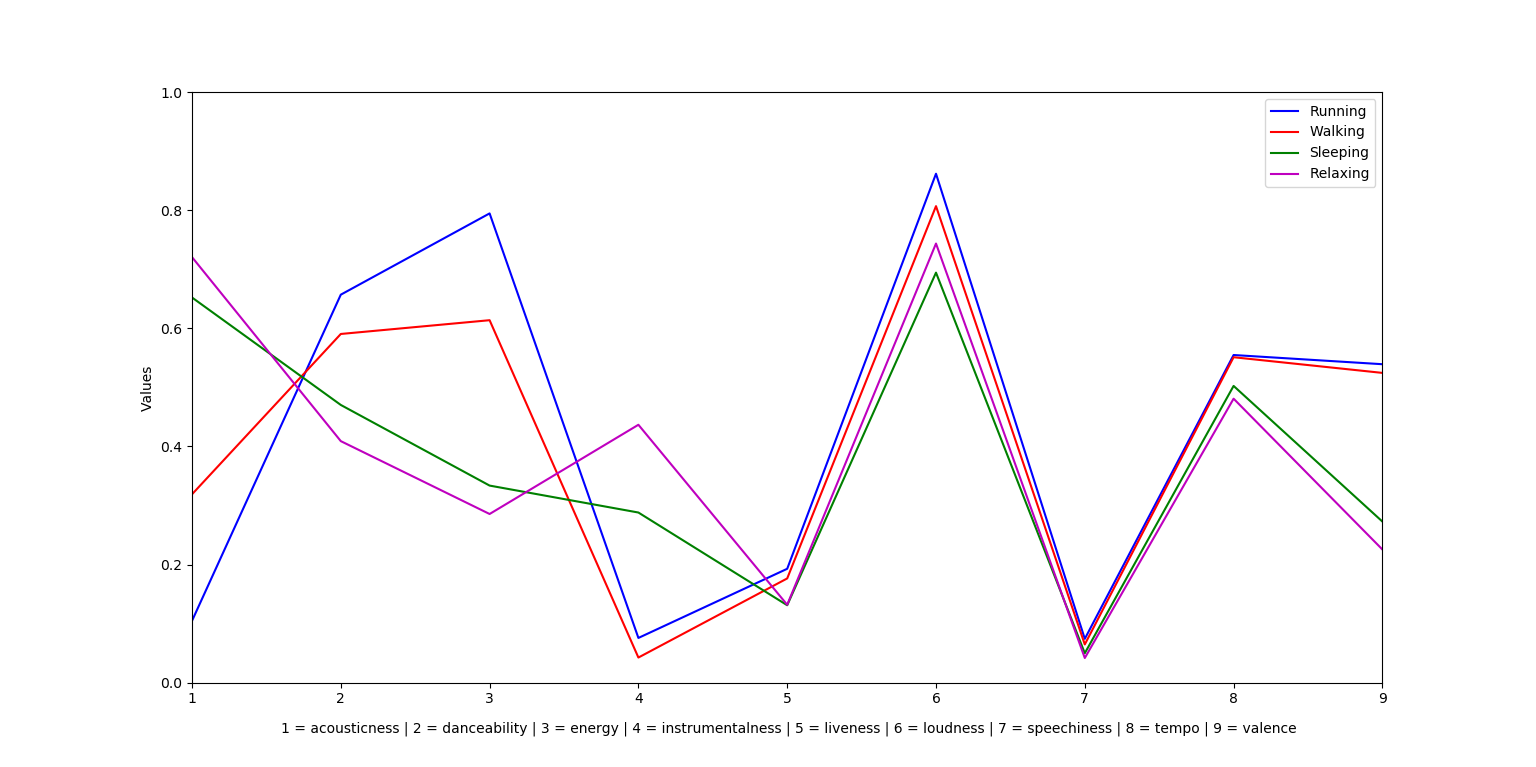 1.0
0.8
0.6
0.4
0.2
0.0
Values
Running
Walking
Sleeping
Relaxing
1 2 3 4 5 6 7 8 9
1 = acousticness | 2 = danceability | 3 = energy | 4 = instrumentalness | 5 = liveness | 6 = loudness | 7 = speechiness | 8 = tempo | 9 = valence